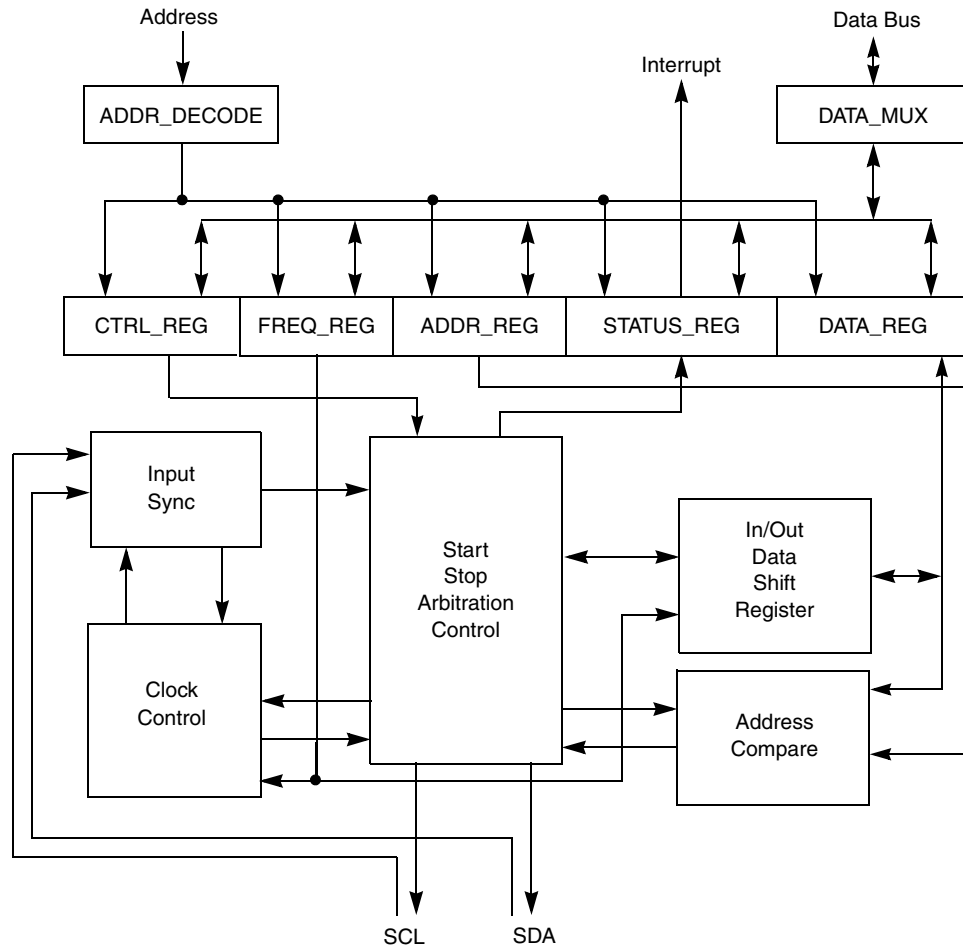 Address
Data Bus
Interrupt
ADDR_DECODE
DATA_MUX
CTRL_REG
FREQ_REG
ADDR_REG
STATUS_REG
DATA_REG
Input
Sync
Start
Stop
Arbitration
Control
In/Out
Data
Shift
Register
Clock
Control
Address
Compare
SCL
SDA